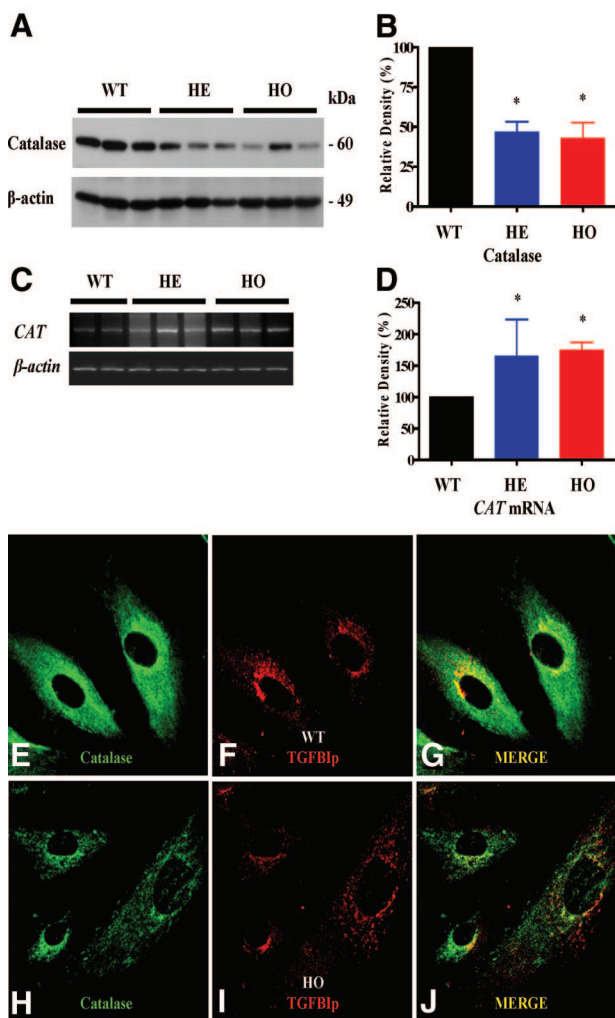 A
WT HE HO kDa
Catalase - 60
β-actin - 49
B
Relative Density (%)
100
75
50
25
0
* *
WT HE HO
Catalase
C
WT HE HO
CAT
β-actin
D
Relative Density (%)
250
200
150
100
50
0
* *
WT HE HO
CAT mRNA
E Catalase
F WT TGFBIp
G MERGE
H Catalase
I HO TGFBIp
J MERGE